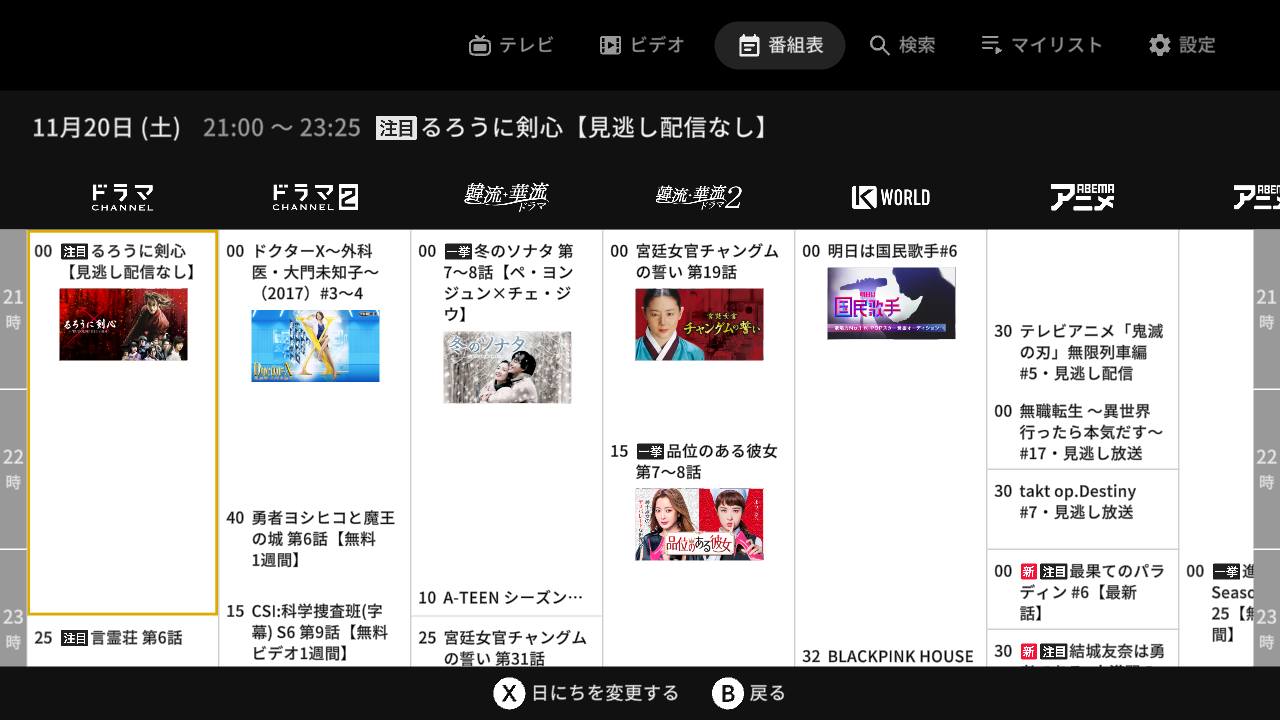 テレビ
ビデオ
番組表
検索
マイリスト
設定
11月20日 (土) 21:00 ～ 23:25 注目 るろうに剣心【見逃し配信なし】
ドラマ CHANNEL
ドラマ CHANNEL 2
韓流・華流 ドラマ
韓流・華流 ドラマ 2
K WORLD
ABEMA アニメ
21時
22時
23時
00 注目 るろうに剣心
【見逃し配信なし】
るろうに剣心
25 注目 言霊荘 第6話
00 ドクターX～外科
医・大門未知子～
（2017）#3～4
Doctor-X
40 勇者ヨシヒコと魔王
の城 第6話【無料
1週間】
15 CSI:科学捜査班(字
幕) S6 第9話【無料
ビデオ1週間】
00 一挙 冬のソナタ 第
7～8話【ペ・ヨン
ジュン×チェ・ジ
ウ】
冬のソナタ
10 A-TEEN シーズン…
25 宮廷女官チャングム
の誓い 第31話
00 宮廷女官チャングム
の誓い 第19話
宮廷女官
チャングムの誓い
15 一挙 品位のある彼女
第7～8話
品位のある彼女
00 明日は国民歌手#6
明日は
国民歌手
32 BLACKPINK HOUSE
30 テレビアニメ「鬼滅
の刃」無限列車編
#5・見逃し配信
00 無職転生 ～異世界
行ったら本気だす～
#17・見逃し放送
30 takt op.Destiny
#7・見逃し放送
00 新 注目 最果てのパラ
ディン #6【最新
話】
30 新 注目 結城友奈は勇
00 一挙 進
Seaso
25【無
間】
21時
22時
23時
X 日にちを変更する
B 戻る